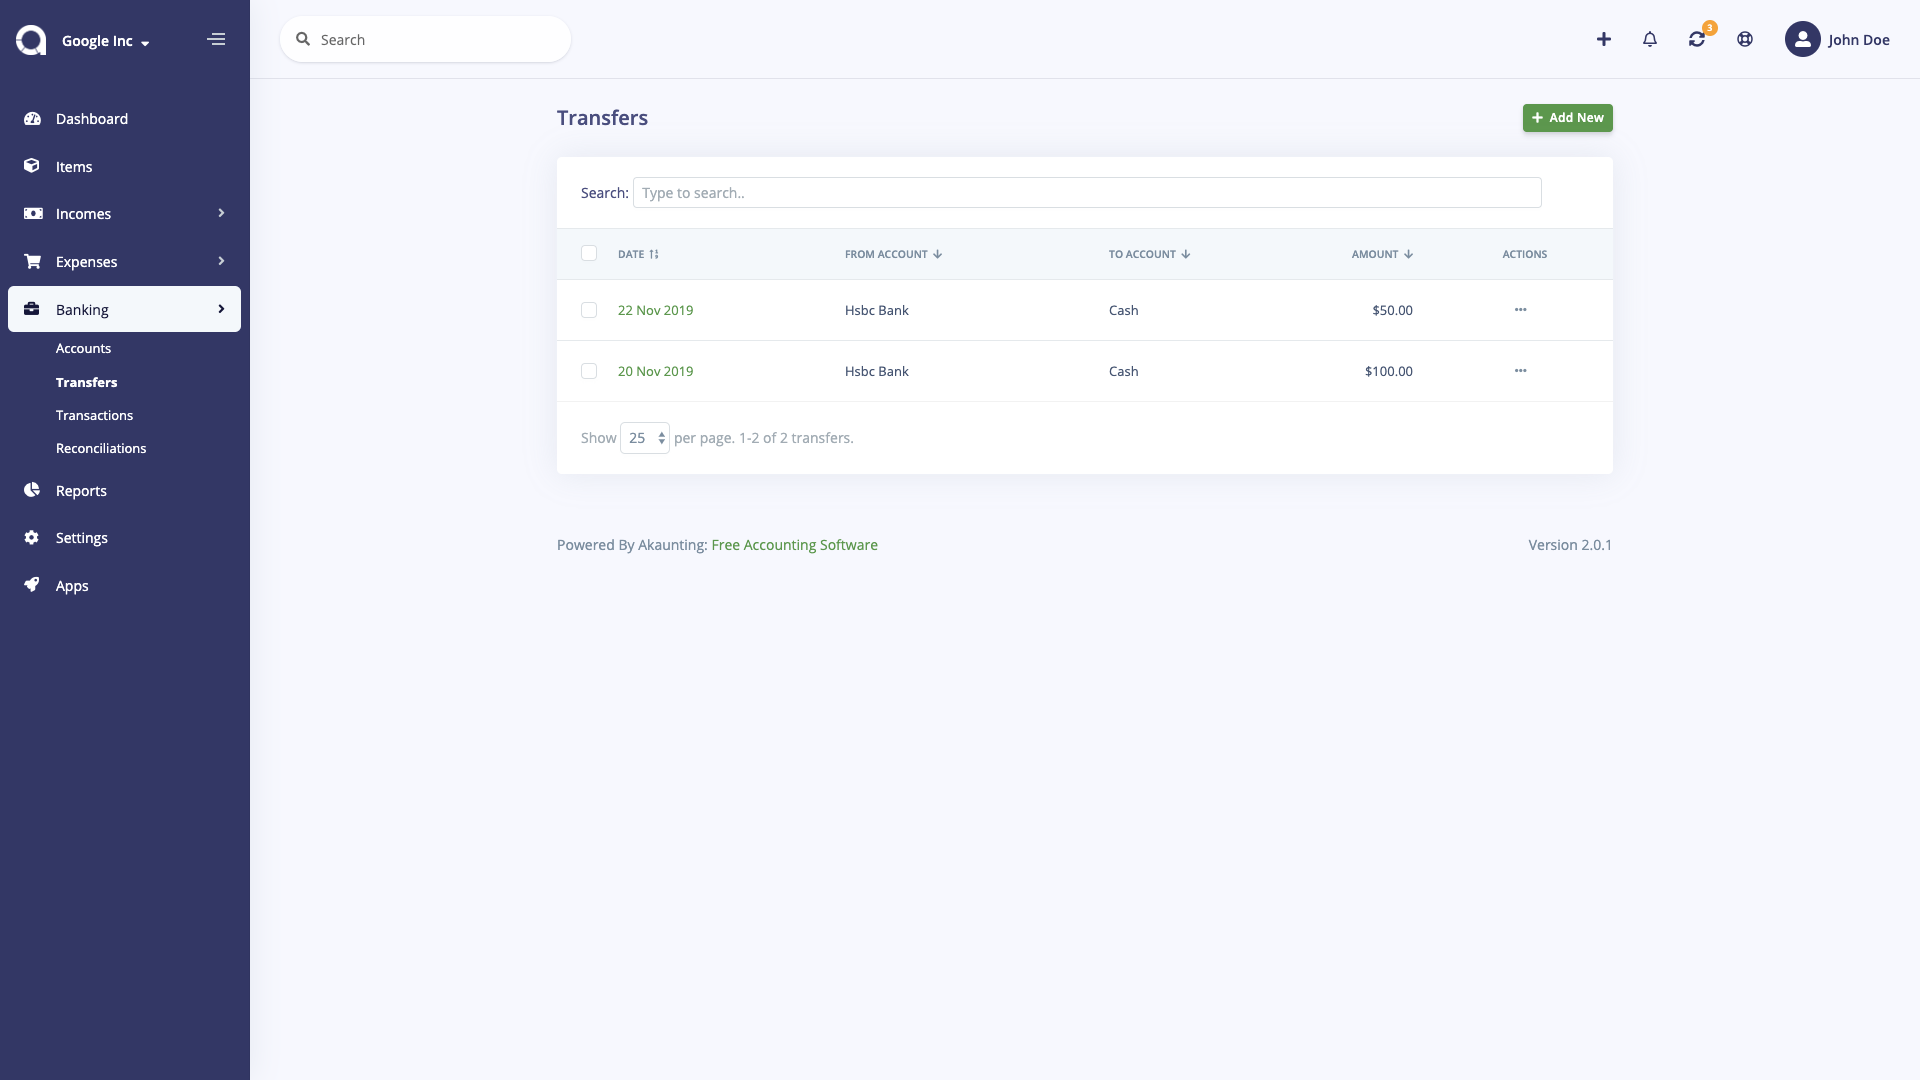 Google Inc
Search
3
John Doe
Dashboard
Items
Incomes
Expenses
Banking
Accounts
Transfers
Transactions
Reconciliations
Reports
Settings
Apps
Transfers
+ Add New
Search: Type to search..
DATE FROM ACCOUNT TO ACCOUNT AMOUNT ACTIONS
22 Nov 2019 Hsbc Bank Cash $50.00
20 Nov 2019 Hsbc Bank Cash $100.00
Show 25 per page. 1-2 of 2 transfers.
Powered By Akaunting: Free Accounting Software
Version 2.0.1